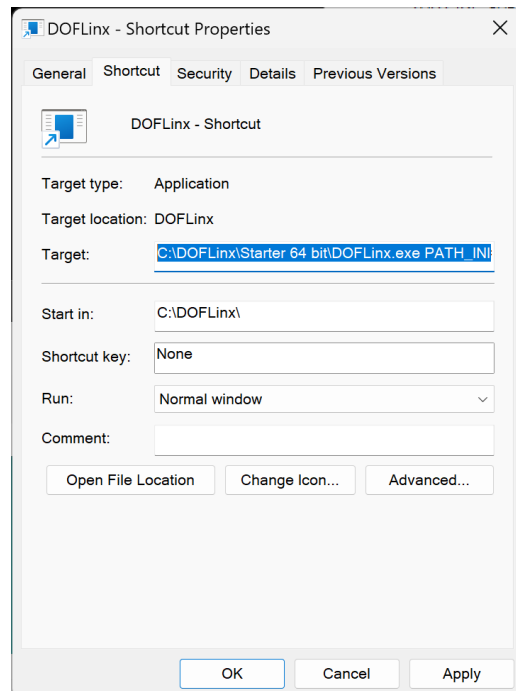 DOFLinx - Shortcut Properties
General Shortcut Security Details Previous Versions
DOFLinx - Shortcut
Target type: Application
Target location: DOFLinx
Target: C:\DOFLinx\Starter 64 bit\DOFLinx.exe PATH_INI
Start in: C:\DOFLinx\
Shortcut key: None
Run: Normal window
Comment:
Open File Location Change Icon... Advanced...
OK Cancel Apply